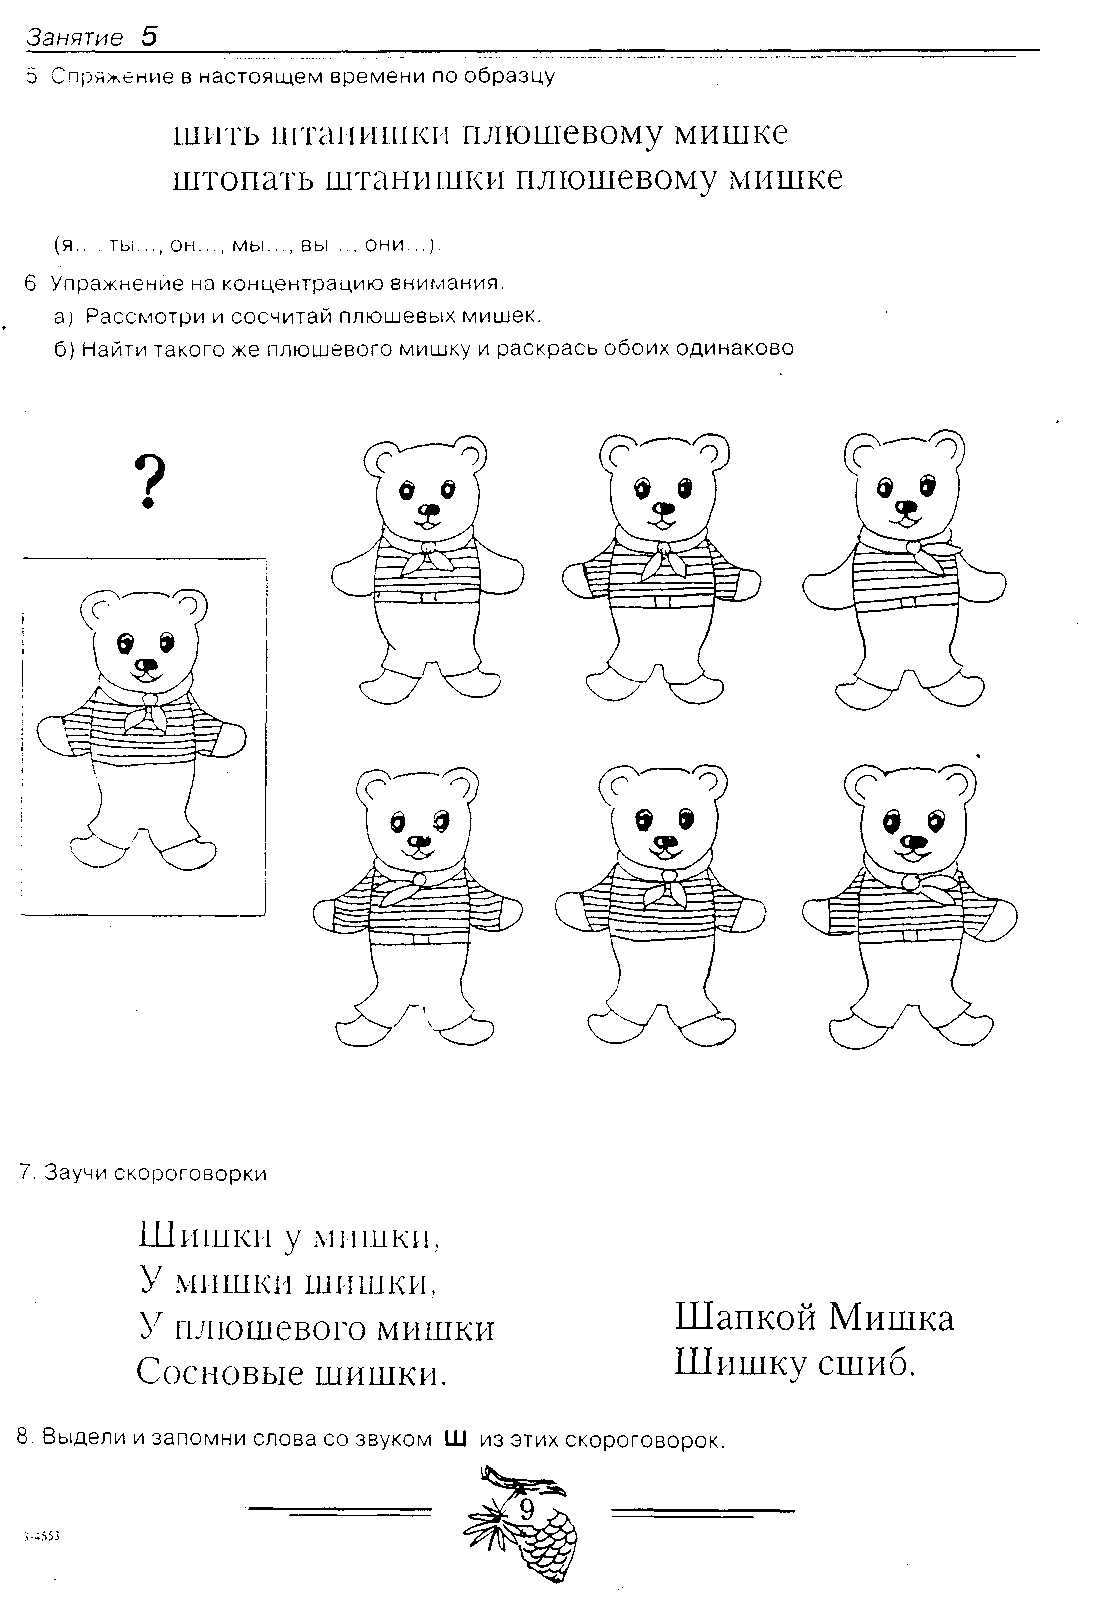 Занятие 5
5 Спряжение в настоящем времени по образцу
шить штанишки плюшевому мишке
штопать штанишки плюшевому мишке
(я... ты..., он..., мы..., вы ..., они...).
6 Упражнение на концентрацию внимания.
а) Рассмотри и сосчитай плюшевых мишек.
б) Найти такого же плюшевого мишку и раскрась обоих одинаково
?
7. Заучи скороговорки
Шишки у мишки,
У мишки шишки,
У плюшевого мишки
Сосновые шишки.
Шапкой Мишка
Шишку сшиб.
8. Выдели и запомни слова со звуком Ш из этих скороговорок.
9
3-4553